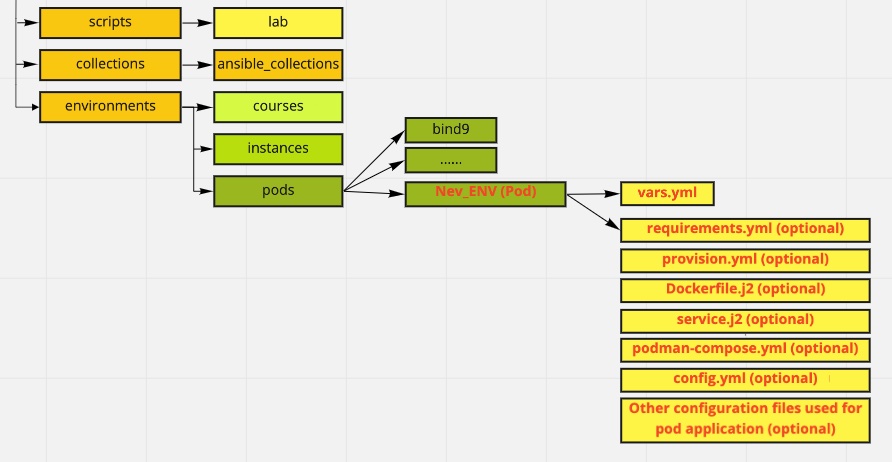 scripts
lab
collections
ansible_collections
environments
courses
instances
pods
bind9
......
Nev_ENV (Pod)
vars.yml
requirements.yml (optional)
provision.yml (optional)
Dockerfile.j2 (optional)
service.j2 (optional)
podman-compose.yml (optional)
config.yml (optional)
Other configuration files used for
pod application (optional)